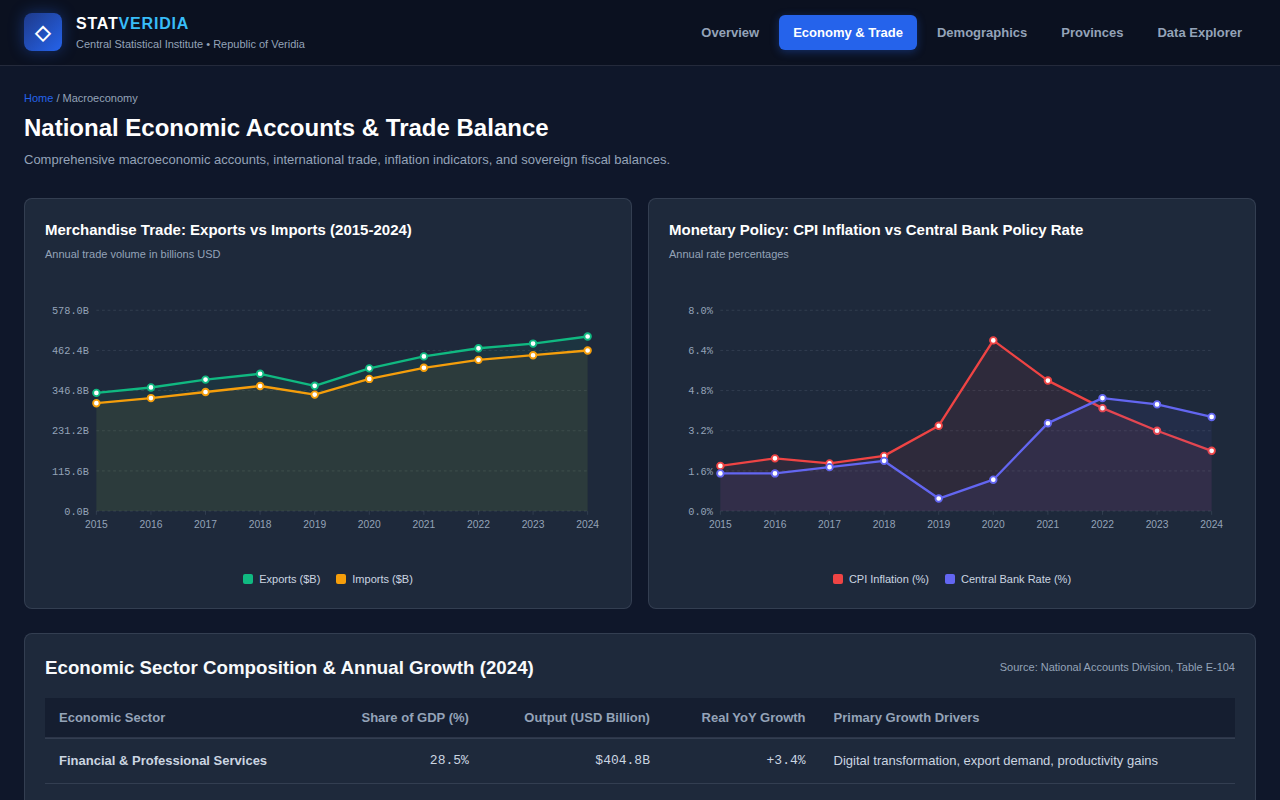 STATVERIDIA
Central Statistical Institute • Republic of Veridia
Overview
Economy & Trade
Demographics
Provinces
Data Explorer
Home / Macroeconomy
National Economic Accounts & Trade Balance
Comprehensive macroeconomic accounts, international trade, inflation indicators, and sovereign fiscal balances.
Merchandise Trade: Exports vs Imports (2015-2024)
Annual trade volume in billions USD
578.0B
462.4B
346.8B
231.2B
115.6B
0.0B
2015 2016 2017 2018 2019 2020 2021 2022 2023 2024
Exports ($B) Imports ($B)
Monetary Policy: CPI Inflation vs Central Bank Policy Rate
Annual rate percentages
8.0%
6.4%
4.8%
3.2%
1.6%
0.0%
2015 2016 2017 2018 2019 2020 2021 2022 2023 2024
CPI Inflation (%) Central Bank Rate (%)
Economic Sector Composition & Annual Growth (2024)
Source: National Accounts Division, Table E-104
Economic Sector Share of GDP (%) Output (USD Billion) Real YoY Growth Primary Growth Drivers
Financial & Professional Services 28.5% $404.8B +3.4% Digital transformation, export demand, productivity gains